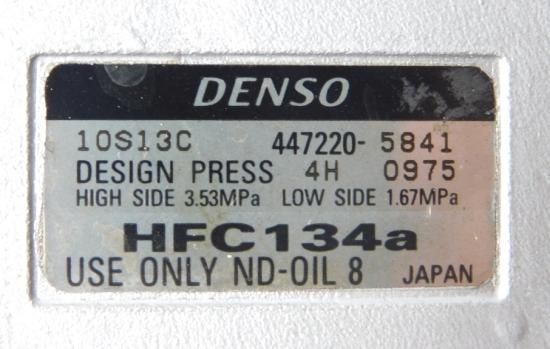 DENSO
10S13C 447220-5841
DESIGN PRESS 4H 0975
HIGH SIDE 3.53MPa LOW SIDE 1.67MPa
HFC134a
USE ONLY ND-OIL 8 JAPAN